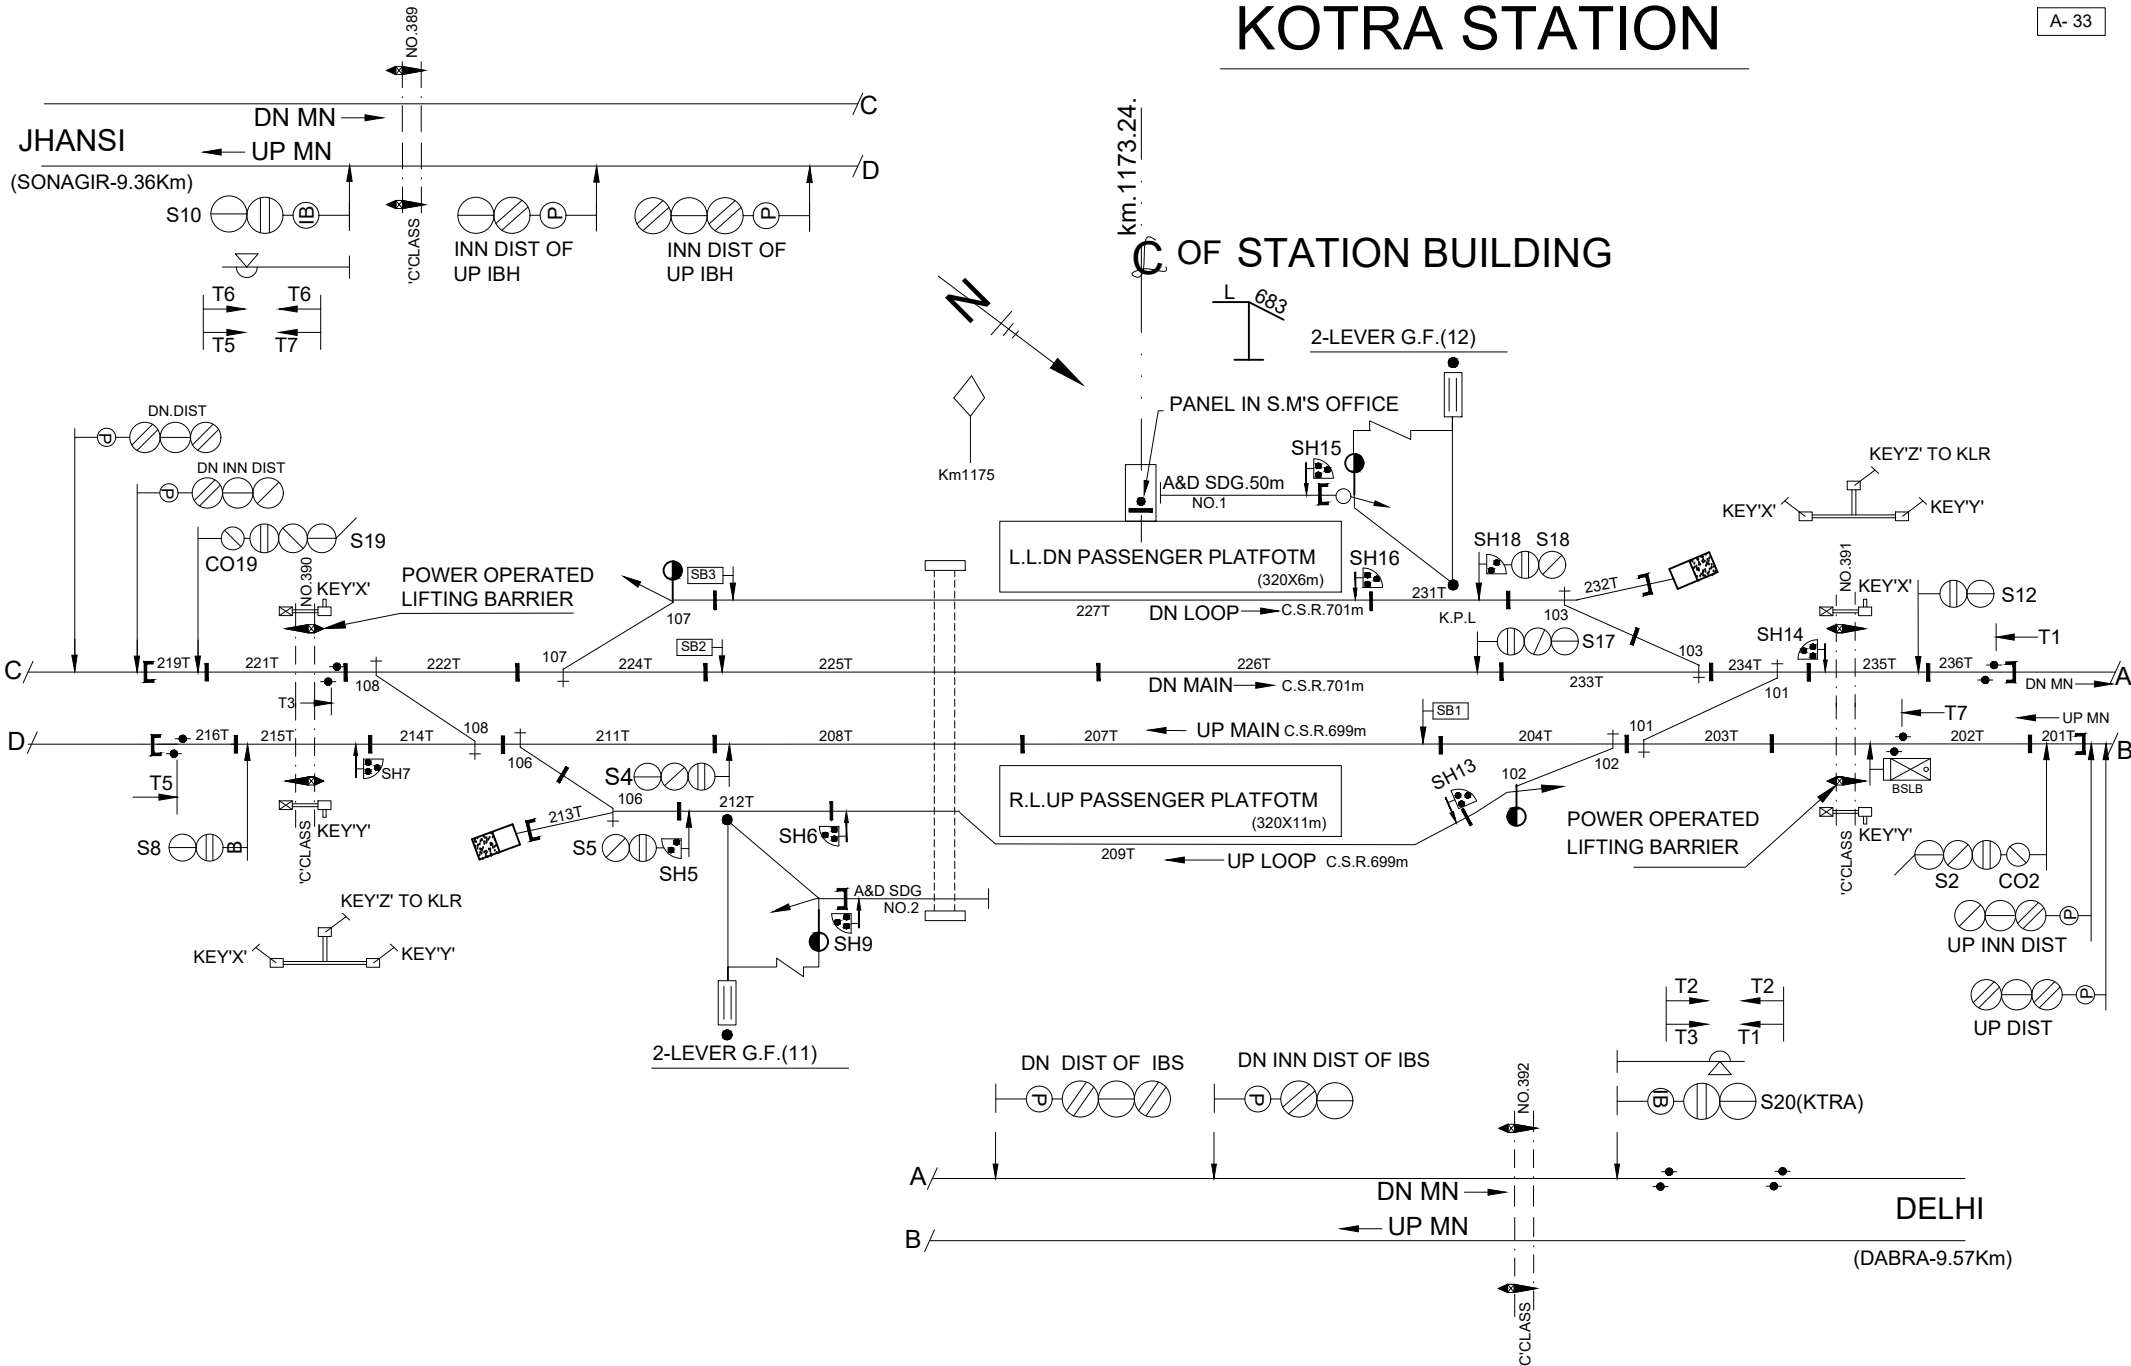 KOTRA STATION
A- 33
NO.389
DN MN
C
JHANSI
UP MN
D
(SONAGIR-9.36Km)
S10
IB
P
P
INN DIST OF
UP IBH
INN DIST OF
UP IBH
'C'CLASS
T6 T6
T5 T7
km.1173.24.
C OF STATION BUILDING
N
L 683
2-LEVER G.F.(12)
PANEL IN S.M'S OFFICE
Km1175
DN.DIST
P
DN INN DIST
P
S19
CO19
NO.390
KEY'X'
POWER OPERATED
LIFTING BARRIER
SH15
A&D SDG.50m
NO.1
KEY'Z' TO KLR
KEY'X'
KEY'Y'
L.L.DN PASSENGER PLATFOTM
(320X6m)
SH16
SH18 S18
NO.391
KEY'X'
S12
SB3
107
227T
DN LOOP
C.S.R.701m
231T
K.P.L
232T
103
T1
SB2
S17
SH14
C
219T
221T
222T
107
224T
225T
226T
103
234T
235T
236T
A
108
T3
DN MAIN
C.S.R.701m
233T
101
DN MN
SB1
T7
UP MN
D
216T
215T
214T
108
211T
208T
207T
UP MAIN C.S.R.699m
204T
101
203T
202T
201T
B
106
102
T5
SH7
S4
SH13
102
BSLB
R.L.UP PASSENGER PLATFOTM
(320X11m)
106
212T
213T
S5
SH5
SH6
209T
UP LOOP C.S.R.699m
POWER OPERATED
LIFTING BARRIER
KEY'Y'
KEY'Y'
S8
B
'C'CLASS
'C'CLASS
S2 CO2
P
UP INN DIST
A&D SDG
NO.2
SH9
KEY'Z' TO KLR
KEY'X'
KEY'Y'
P
UP DIST
2-LEVER G.F.(11)
T2 T2
T3 T1
DN DIST OF IBS
P
DN INN DIST OF IBS
P
NO.392
IB
S20(KTRA)
A
DN MN
DELHI
B
UP MN
(DABRA-9.57Km)
'C'CLASS